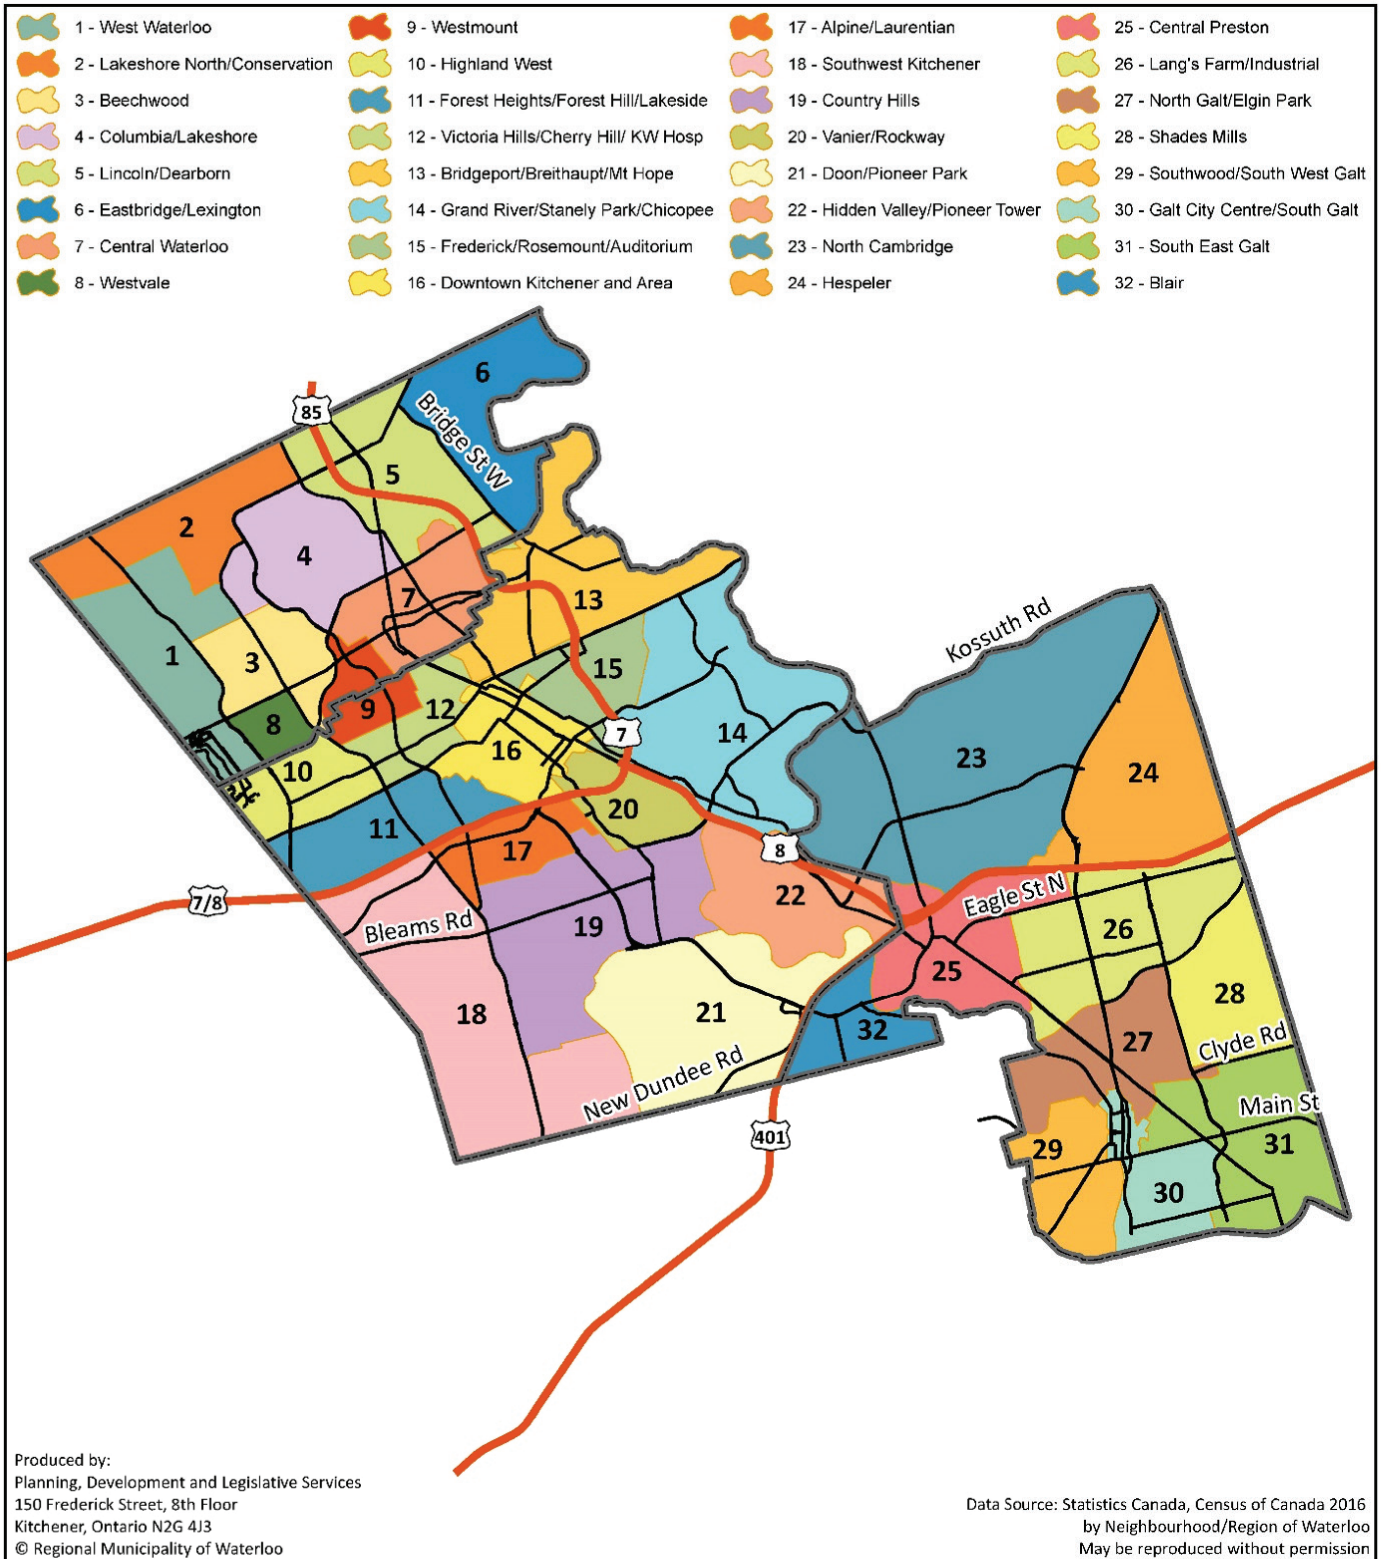 1 - West Waterloo
2 - Lakeshore North/Conservation
3 - Beechwood
4 - Columbia/Lakeshore
5 - Lincoln/Dearborn
6 - Eastbridge/Lexington
7 - Central Waterloo
8 - Westvale
9 - Westmount
10 - Highland West
11 - Forest Heights/Forest Hill/Lakeside
12 - Victoria Hills/Cherry Hill/ KW Hosp
13 - Bridgeport/Breithaupt/Mt Hope
14 - Grand River/Stanely Park/Chicopee
15 - Frederick/Rosemount/Auditorium
16 - Downtown Kitchener and Area
17 - Alpine/Laurentian
18 - Southwest Kitchener
19 - Country Hills
20 - Vanier/Rockway
21 - Doon/Pioneer Park
22 - Hidden Valley/Pioneer Tower
23 - North Cambridge
24 - Hespeler
25 - Central Preston
26 - Lang's Farm/Industrial
27 - North Galt/Elgin Park
28 - Shades Mills
29 - Southwood/South West Galt
30 - Galt City Centre/South Galt
31 - South East Galt
32 - Blair
6
85
Bridge St W
5
2
4
7
13
Kossuth Rd
1
3
15
9
12
8
7
14
16
23
10
24
20
11
17
8
22
Eagle St N
7/8
Bleams Rd
19
26
25
28
18
21
32
27
Clyde Rd
New Dundee Rd
Main St
401
29
31
30
Produced by:
Planning, Development and Legislative Services
150 Frederick Street, 8th Floor
Kitchener, Ontario N2G 4J3
© Regional Municipality of Waterloo
Data Source: Statistics Canada, Census of Canada 2016
by Neighbourhood/Region of Waterloo
May be reproduced without permission